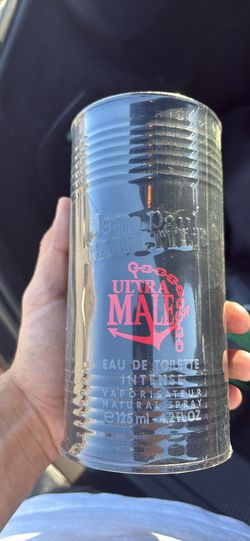 Jean Paul
GAULTIER
ULTRA
MALE
EAU DE TOILETTE
INTENSE
VAPORISATEUR
NATURAL SPRAY
℮125 ml - 4.2 fl.OZ